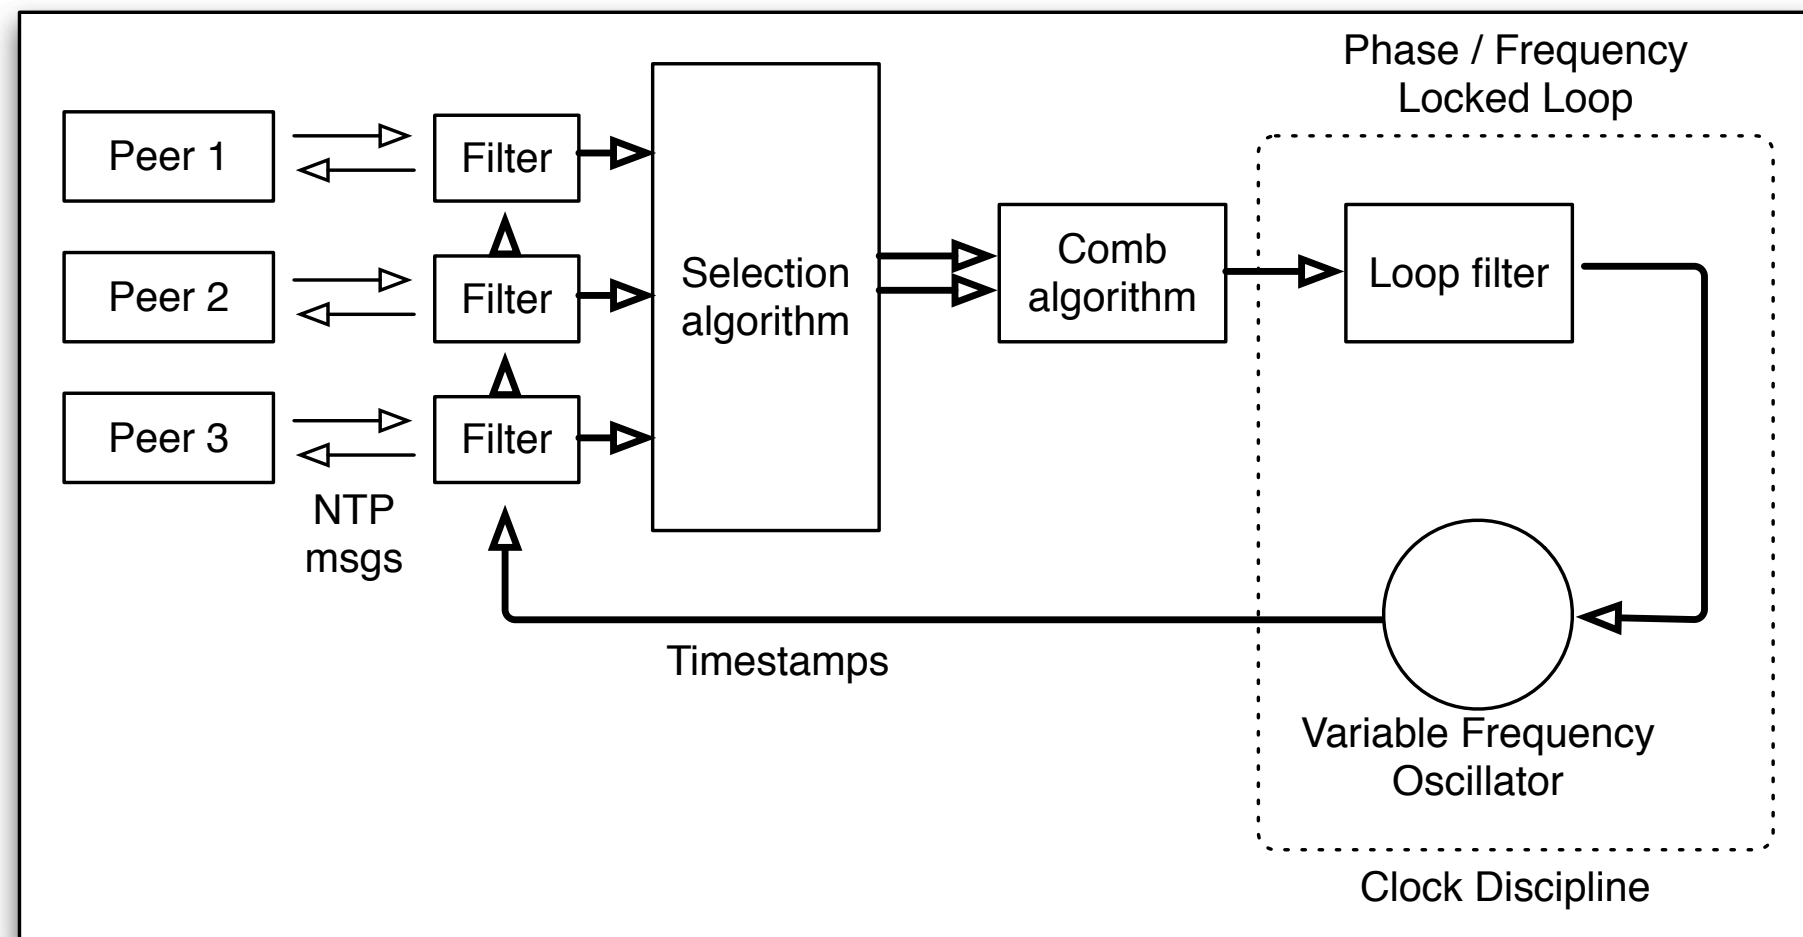 Phase / Frequency
Locked Loop
Peer 1
Filter
Peer 2
Filter
Selection
algorithm
Comb
algorithm
Loop filter
Peer 3
Filter
NTP
msgs
Timestamps
Variable Frequency
Oscillator
Clock Discipline